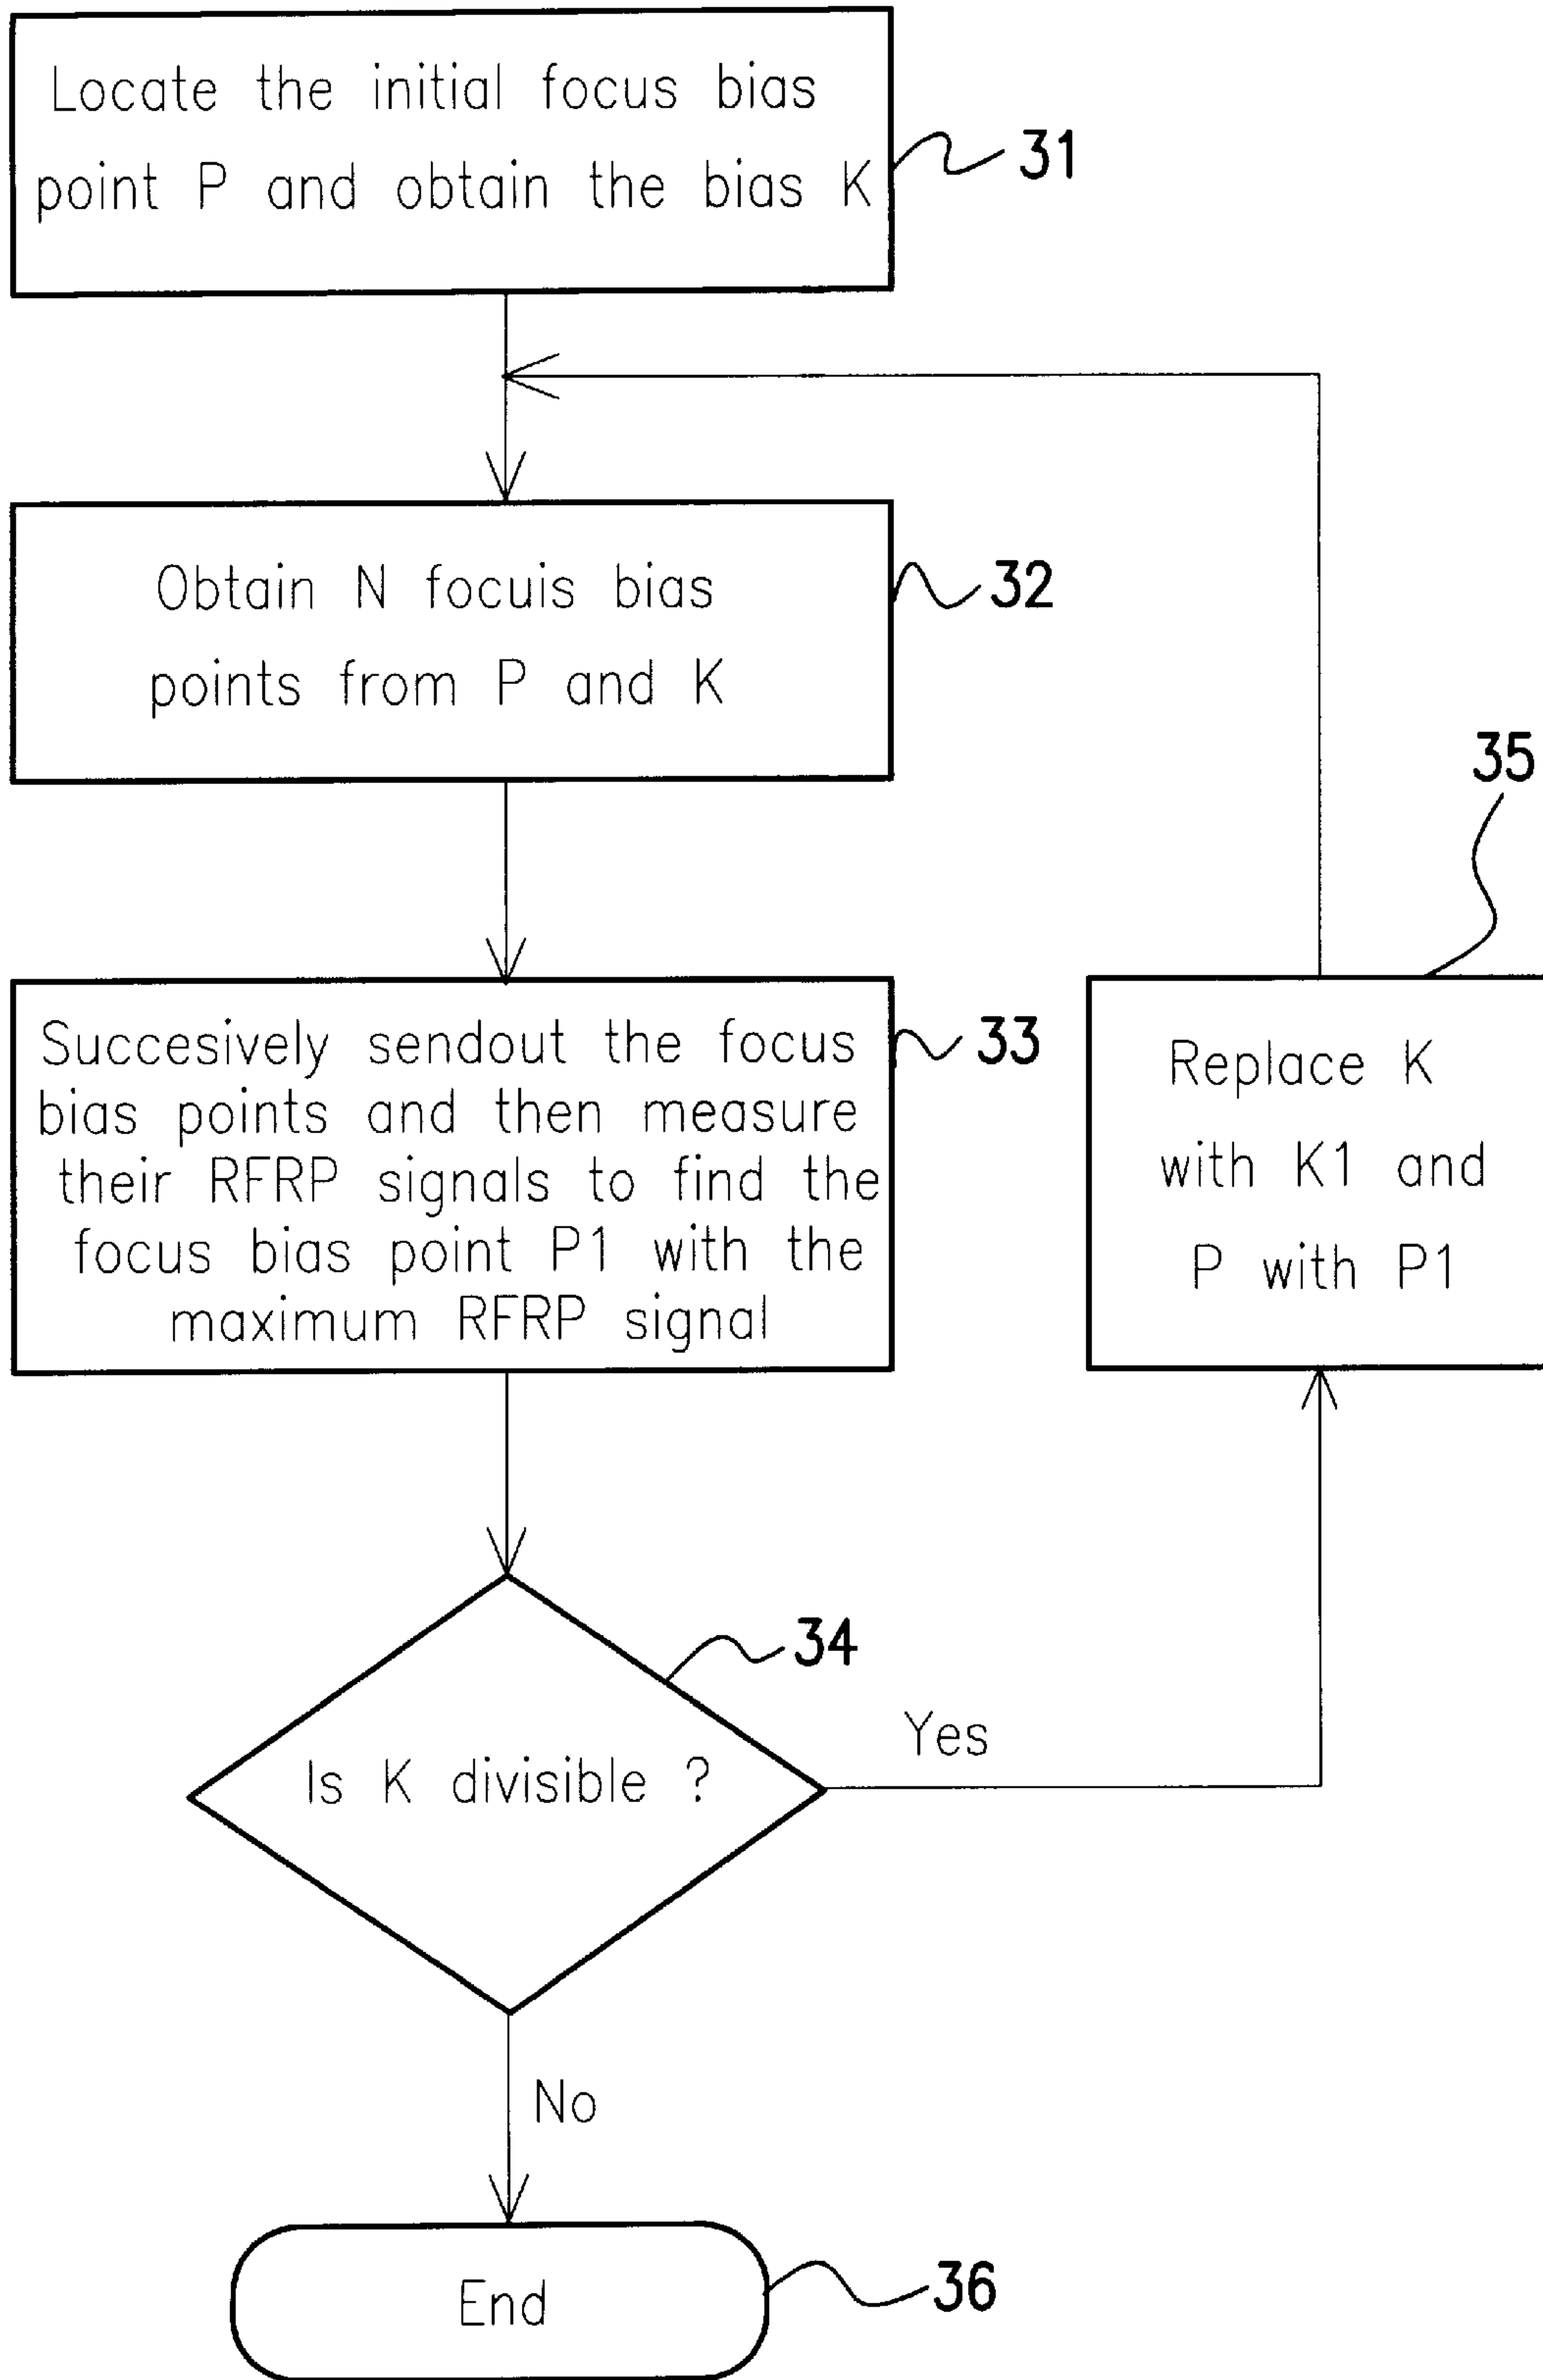 Locate the initial focus bias
point P and obtain the bias K
31
Obtain N focuis bias
points from P and K
32
35
Succesively sendout the focus
bias points and then measure
their RFRP signals to find the
focus bias point P1 with the
maximum RFRP signal
33
Replace K
with K1 and
P with P1
34
Is K divisible ?
Yes
No
End
36